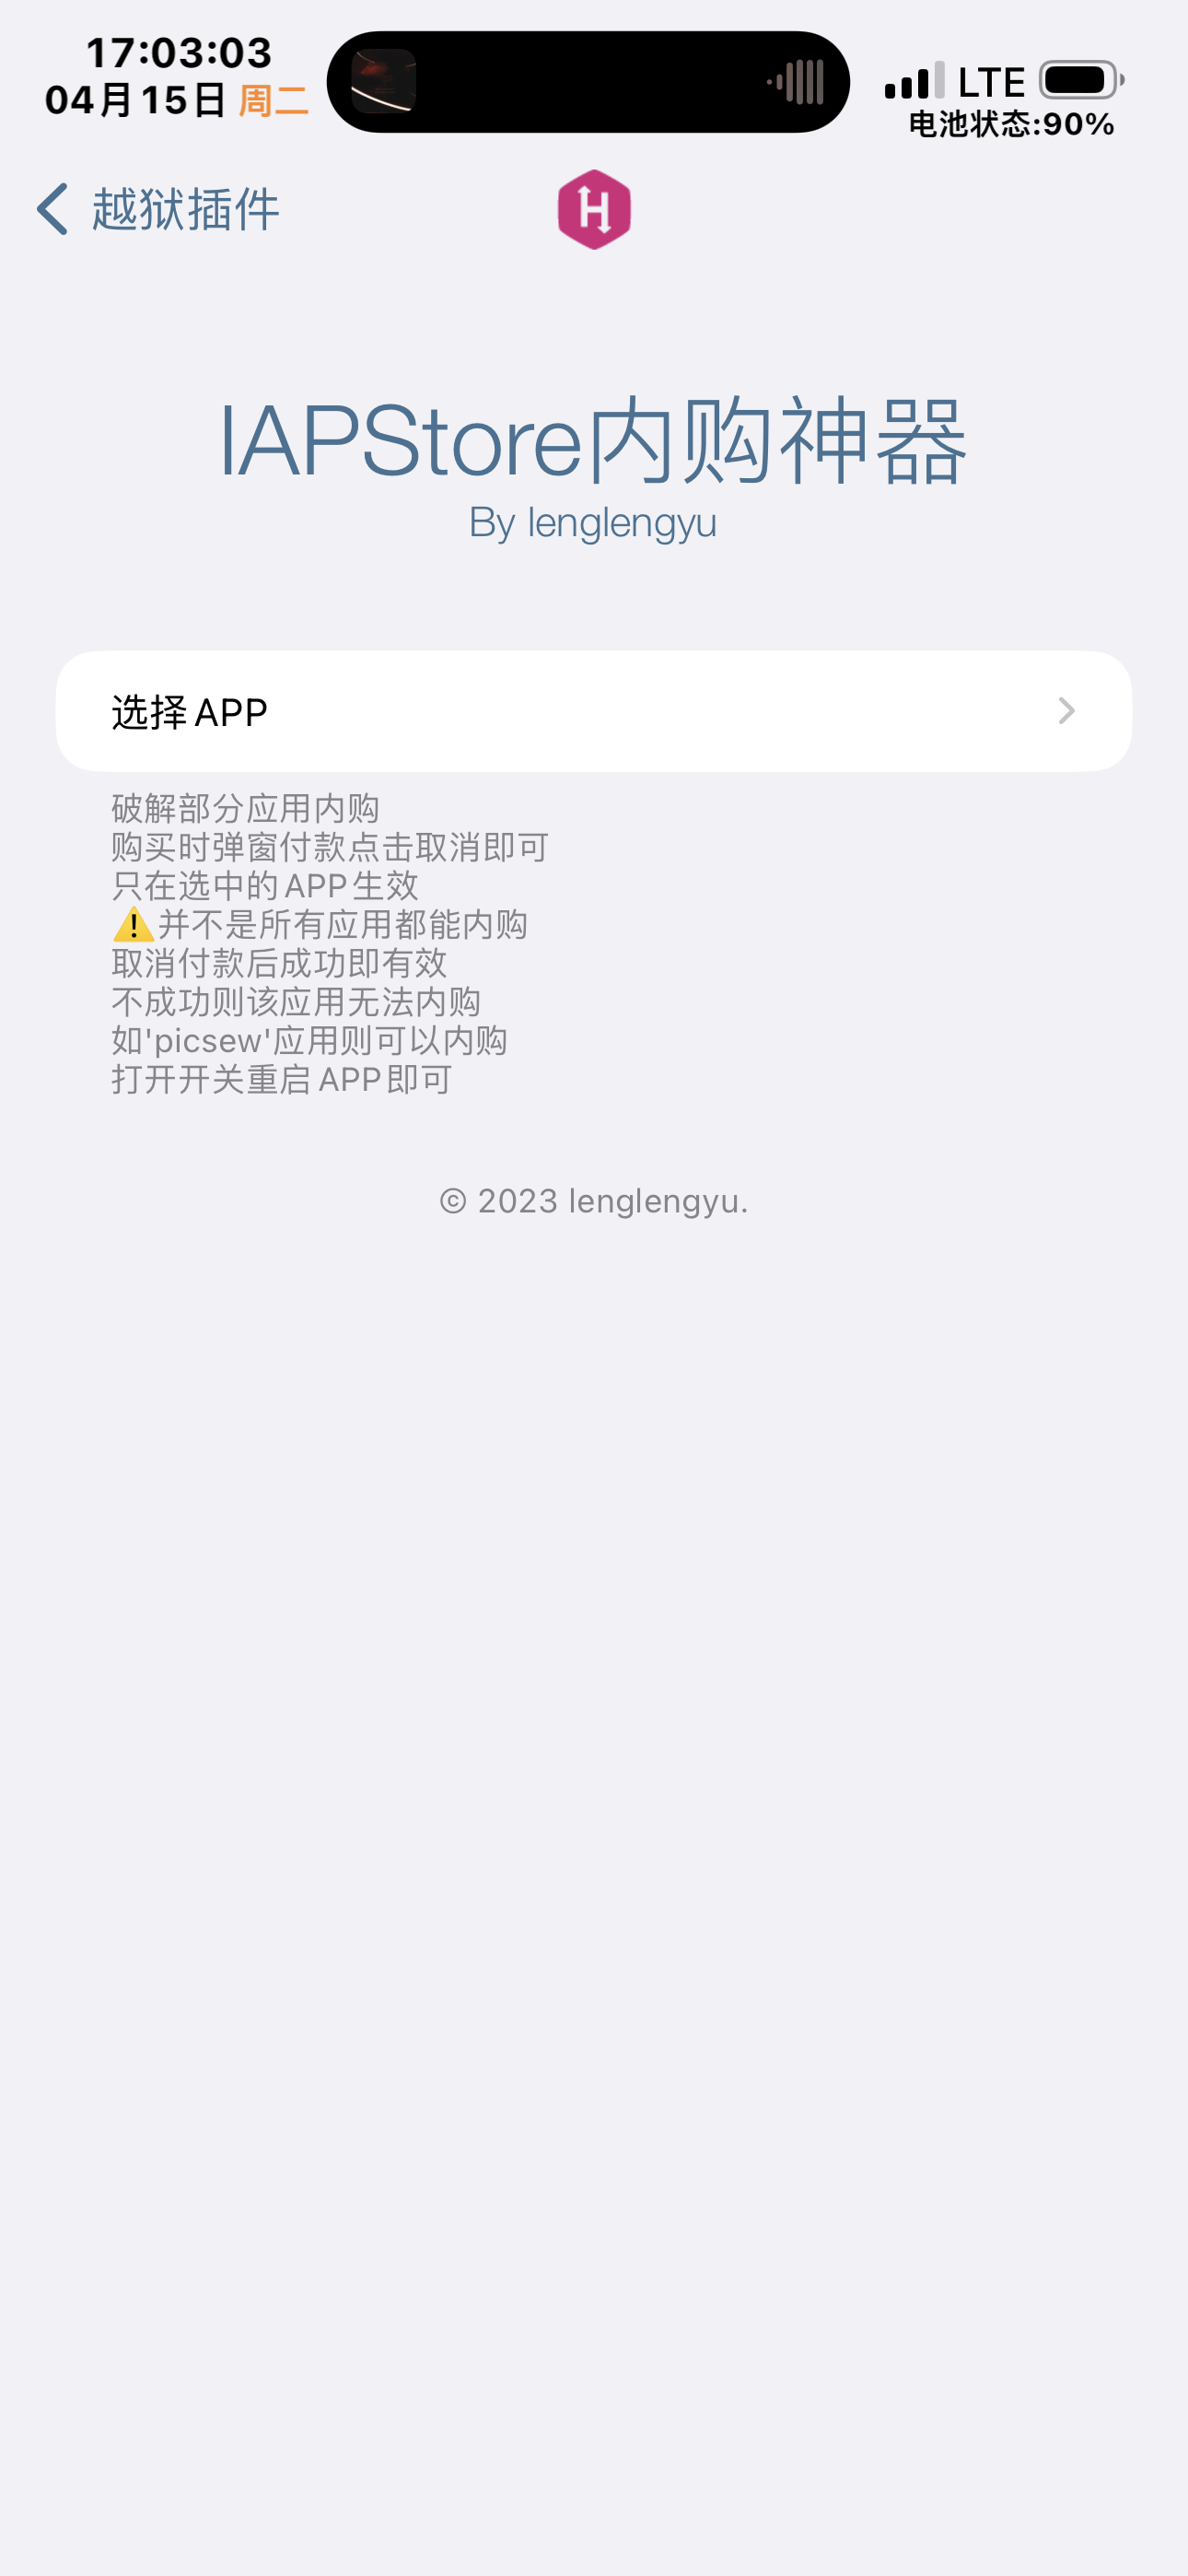 17:03:03
04月15日 周二
LTE
电池状态:90%
越狱插件
H
IAPStore内购神器
By lenglengyu
选择APP
破解部分应用内购
购买时弹窗付款点击取消即可
只在选中的APP生效
⚠️并不是所有应用都能内购
取消付款后成功即有效
不成功则该应用无法内购
如'picsew'应用则可以内购
打开开关重启APP即可
© 2023 lenglengyu.